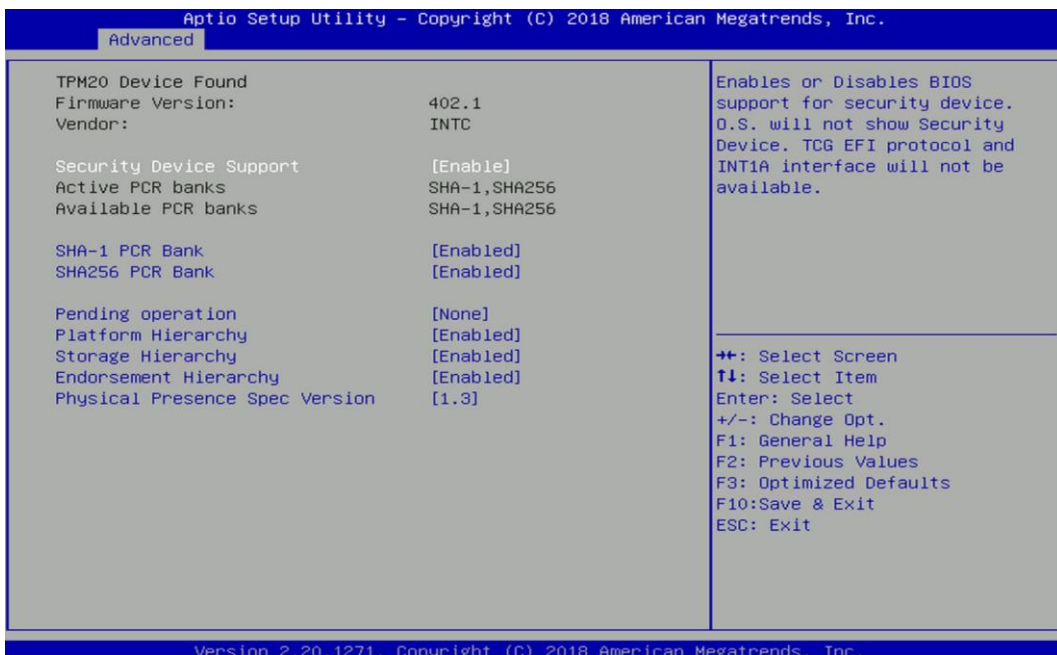 Aptio Setup Utility – Copyright (C) 2018 American Megatrends, Inc.
Advanced
TPM20 Device Found
Firmware Version: 402.1
Vendor: INTC
Security Device Support [Enable]
Active PCR banks SHA-1,SHA256
Available PCR banks SHA-1,SHA256
SHA-1 PCR Bank [Enabled]
SHA256 PCR Bank [Enabled]
Pending operation [None]
Platform Hierarchy [Enabled]
Storage Hierarchy [Enabled]
Endorsement Hierarchy [Enabled]
Physical Presence Spec Version [1.3]
Enables or Disables BIOS
support for security device.
O.S. will not show Security
Device. TCG EFI protocol and
INT1A interface will not be
available.
→←: Select Screen
↑↓: Select Item
Enter: Select
+/-: Change Opt.
F1: General Help
F2: Previous Values
F3: Optimized Defaults
F10:Save & Exit
ESC: Exit
Version 2.20.1271. Copyright (C) 2018 American Megatrends, Inc.